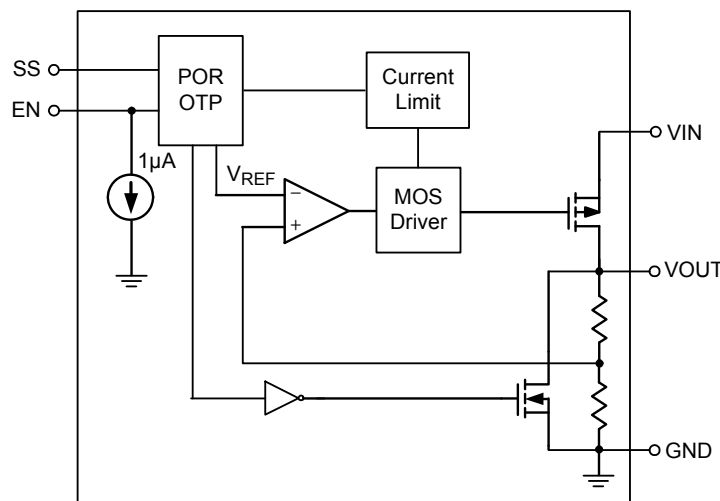 SS
EN
POR
OTP
Current
Limit
1µA
VREF
−
+
MOS
Driver
VIN
VOUT
GND